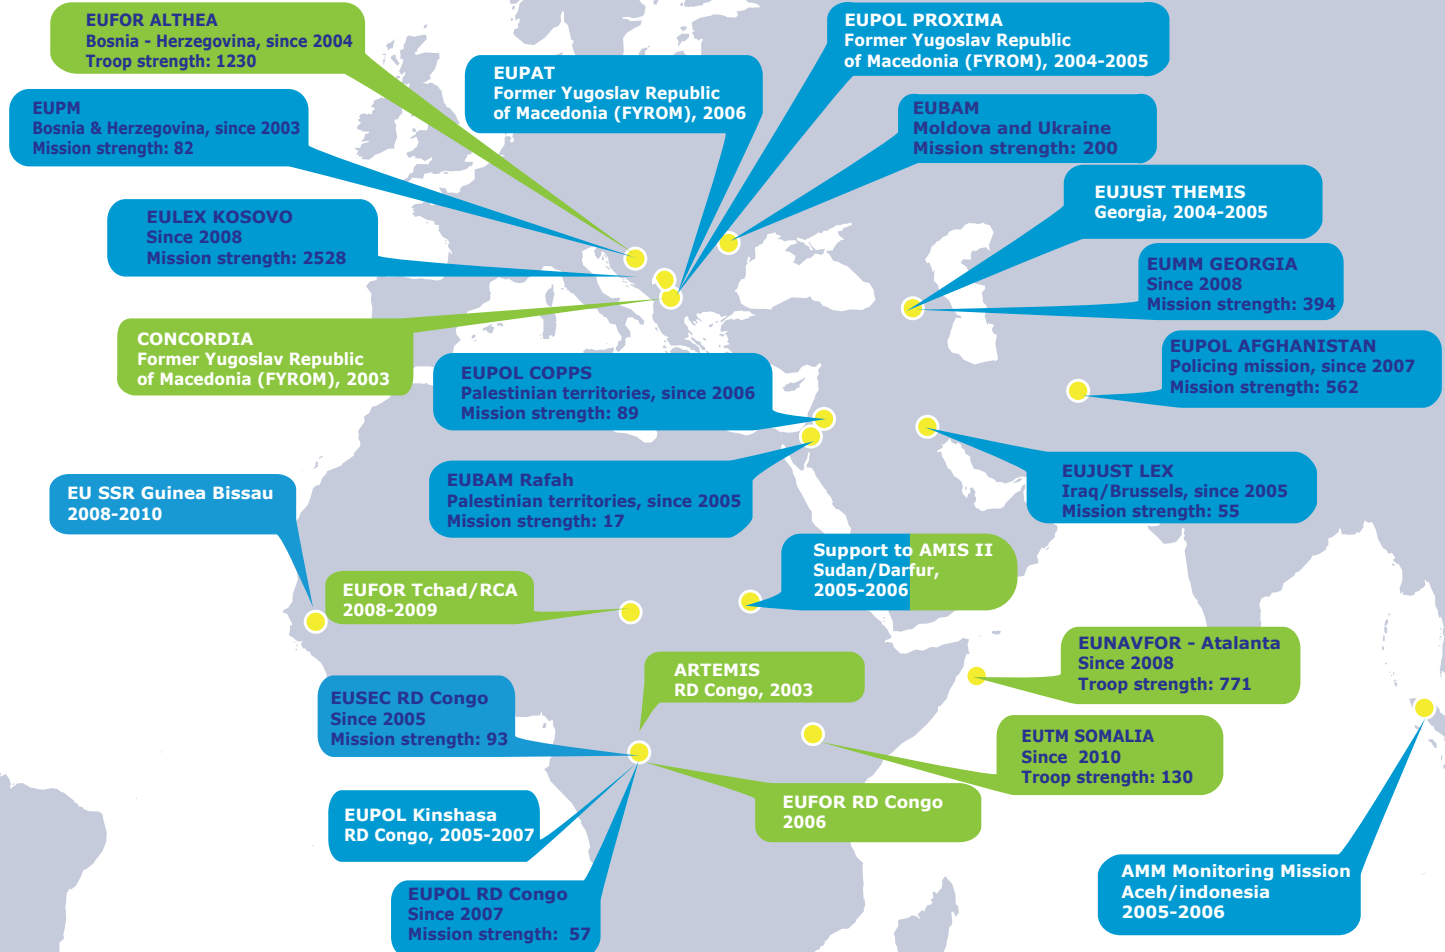 EUFOR ALTHEA
Bosnia - Herzegovina, since 2004
Troop strength: 1230
EUPOL PROXIMA
Former Yugoslav Republic
of Macedonia (FYROM), 2004-2005
EUPAT
Former Yugoslav Republic
of Macedonia (FYROM), 2006
EUPM
Bosnia & Herzegovina, since 2003
Mission strength: 82
EUBAM
Moldova and Ukraine
Mission strength: 200
EUJUST THEMIS
Georgia, 2004-2005
EULEX KOSOVO
Since 2008
Mission strength: 2528
EUMM GEORGIA
Since 2008
Mission strength: 394
CONCORDIA
Former Yugoslav Republic
of Macedonia (FYROM), 2003
EUPOL AFGHANISTAN
Policing mission, since 2007
Mission strength: 562
EUPOL COPPS
Palestinian territories, since 2006
Mission strength: 89
EUBAM Rafah
Palestinian territories, since 2005
Mission strength: 17
EUJUST LEX
Iraq/Brussels, since 2005
Mission strength: 55
EU SSR Guinea Bissau
2008-2010
Support to AMIS II
Sudan/Darfur,
2005-2006
EUFOR Tchad/RCA
2008-2009
EUNAVFOR - Atalanta
Since 2008
Troop strength: 771
ARTEMIS
RD Congo, 2003
EUSEC RD Congo
Since 2005
Mission strength: 93
EUTM SOMALIA
Since  2010
Troop strength: 130
EUFOR RD Congo
2006
EUPOL Kinshasa
RD Congo, 2005-2007
AMM Monitoring Mission
Aceh/indonesia
2005-2006
EUPOL RD Congo
Since 2007
Mission strength:  57